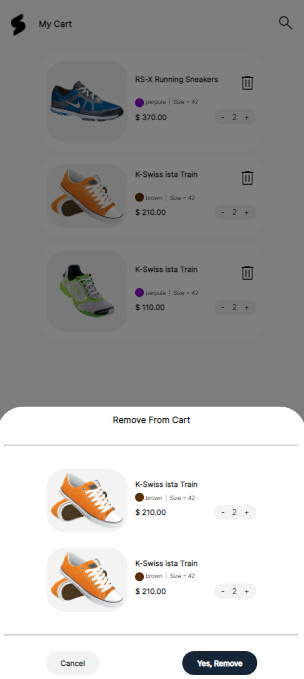 My Cart
RS-X Running Sneakers
perpule | Size = 42
$ 370.00
- 2 +
K-Swiss ista Train
brown | Size = 42
$ 210.00
- 2 +
K-Swiss ista Train
perpule | Size = 42
$ 110.00
- 2 +
Remove From Cart
K-Swiss ista Train
brown | Size = 42
$ 210.00
- 2 +
K-Swiss ista Train
brown | Size = 42
$ 210.00
- 2 +
Cancel
Yes, Remove